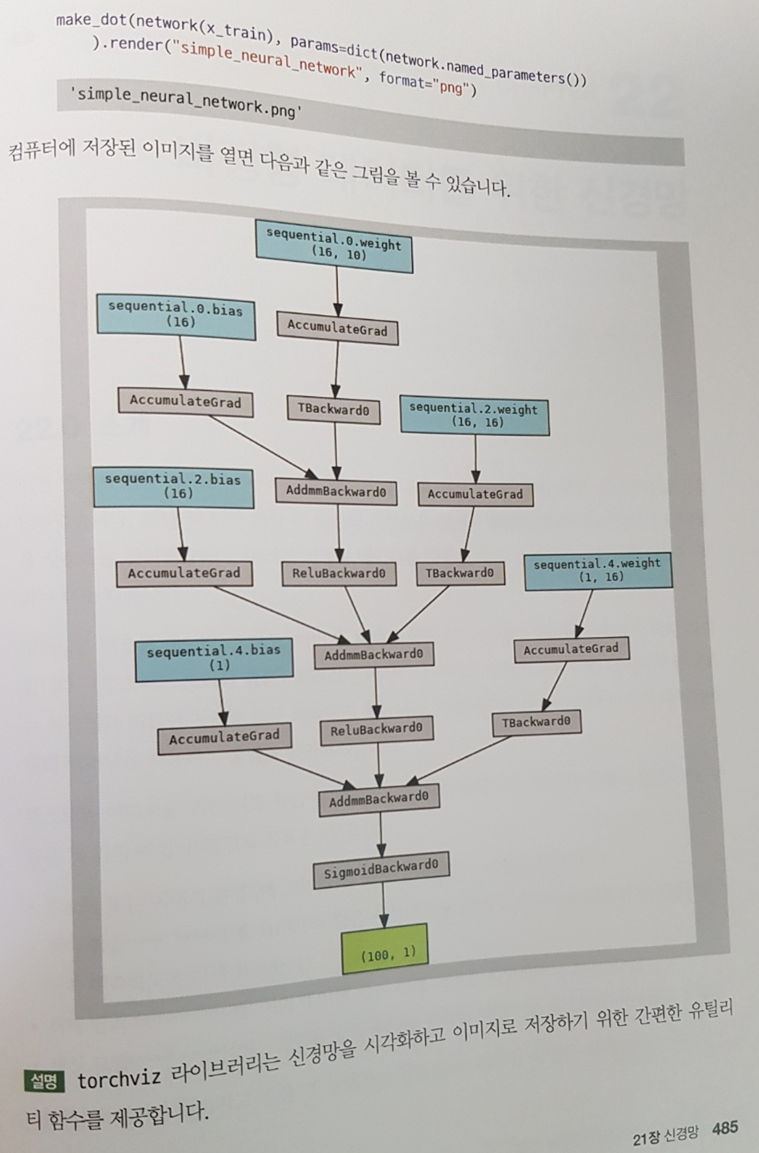 make_dot(network(x_train), params=dict(network.named_parameters())
).render("simple_neural_network", format="png")
'simple_neural_network.png'
컴퓨터에 저장된 이미지를 열면 다음과 같은 그림을 볼 수 있습니다.
sequential.0.weight
(16, 10)
sequential.0.bias
(16)
AccumulateGrad
AccumulateGrad
TBackward0
sequential.2.weight
(16, 16)
sequential.2.bias
(16)
AddmmBackward0
AccumulateGrad
AccumulateGrad
ReluBackward0
TBackward0
sequential.4.weight
(1, 16)
sequential.4.bias
(1)
AddmmBackward0
AccumulateGrad
AccumulateGrad
ReluBackward0
TBackward0
AddmmBackward0
SigmoidBackward0
(100, 1)
설명 torchviz 라이브러리는 신경망을 시각화하고 이미지로 저장하기 위한 간편한 유틸리
티 함수를 제공합니다.
21장 신경망 485